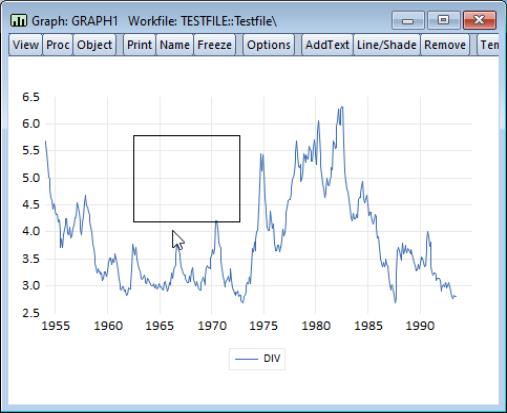 Graph: GRAPH1 Workfile: TESTFILE::Testfile\
View Proc Object Print Name Freeze Options AddText Line/Shade Remove Tem
6.5
6.0
5.5
5.0
4.5
4.0
3.5
3.0
2.5
1955 1960 1965 1970 1975 1980 1985 1990
DIV